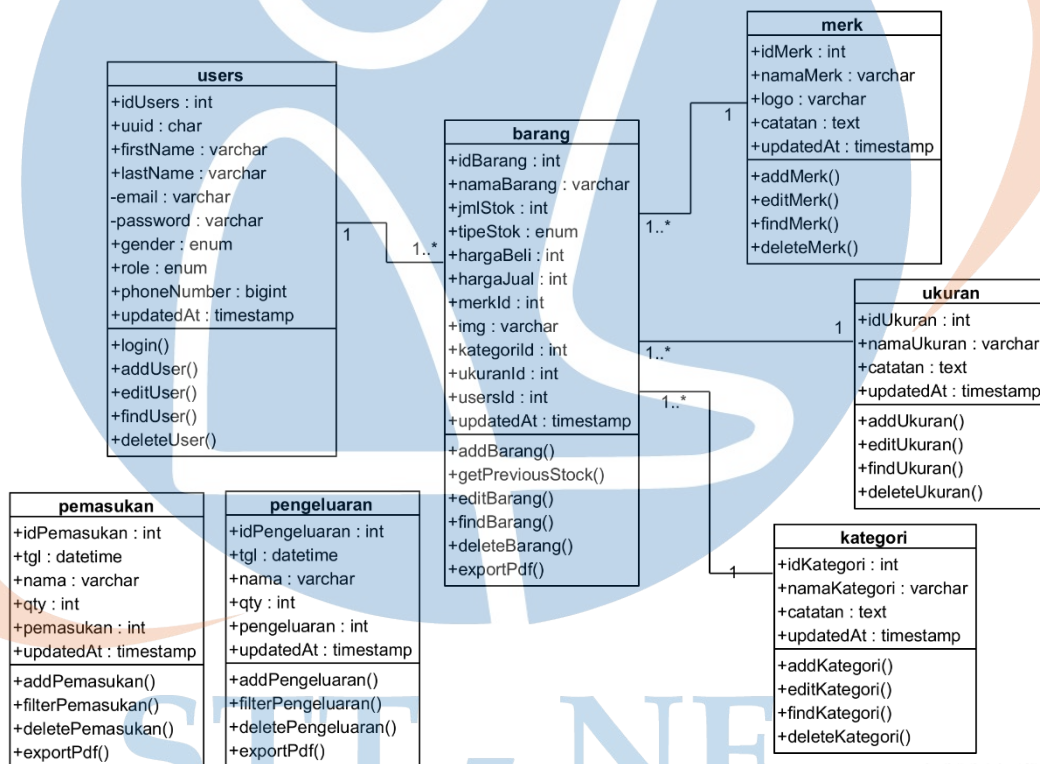 users
+idUsers : int
+uuid : char
+firstName : varchar
+lastName : varchar
-email : varchar
-password : varchar
+gender : enum
+role : enum
+phoneNumber : bigint
+updatedAt : timestamp
+login()
+addUser()
+editUser()
+findUser()
+deleteUser()
1
1..*
barang
+idBarang : int
+namaBarang : varchar
+jmlStok : int
+tipeStok : enum
+hargaBeli : int
+hargaJual : int
+merkId : int
+img : varchar
+kategoriId : int
+ukuranId : int
+usersId : int
+updatedAt : timestamp
+addBarang()
+getPreviousStock()
+editBarang()
+findBarang()
+deleteBarang()
+exportPdf()
merk
+idMerk : int
+namaMerk : varchar
+logo : varchar
+catatan : text
+updatedAt : timestamp
+addMerk()
+editMerk()
+findMerk()
+deleteMerk()
1
1..*
ukuran
+idUkuran : int
+namaUkuran : varchar
+catatan : text
+updatedAt : timestamp
+addUkuran()
+editUkuran()
+findUkuran()
+deleteUkuran()
1
1..*
kategori
+idKategori : int
+namaKategori : varchar
+catatan : text
+updatedAt : timestamp
+addKategori()
+editKategori()
+findKategori()
+deleteKategori()
1..*
1
pemasukan
+idPemasukan : int
+tgl : datetime
+nama : varchar
+qty : int
+pemasukan : int
+updatedAt : timestamp
+addPemasukan()
+filterPemasukan()
+deletePemasukan()
+exportPdf()
pengeluaran
+idPengeluaran : int
+tgl : datetime
+nama : varchar
+qty : int
+pengeluaran : int
+updatedAt : timestamp
+addPengeluaran()
+filterPengeluaran()
+deletePengeluaran()
+exportPdf()
STT - NF